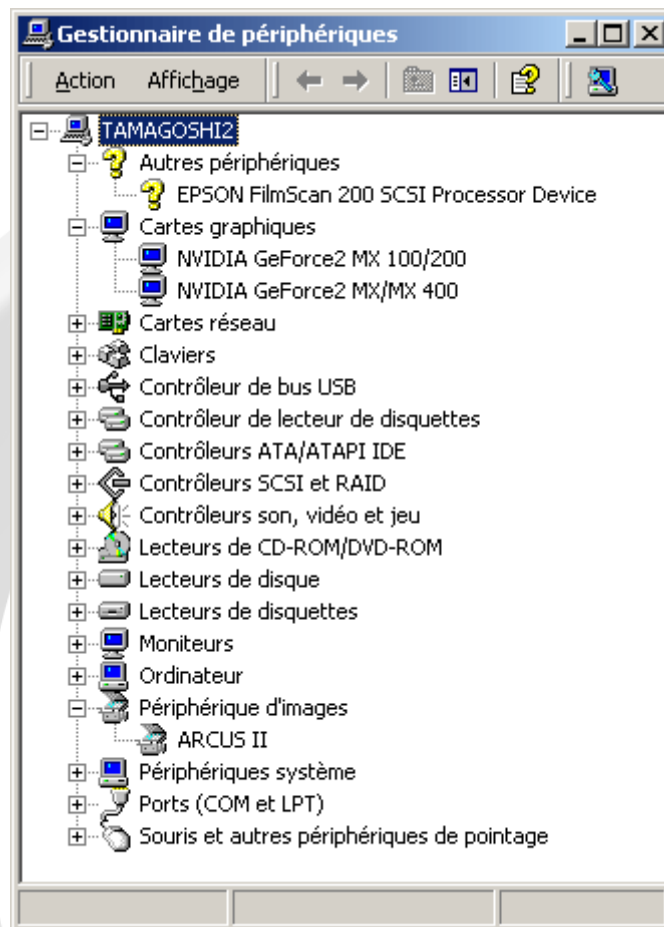 Gestionnaire de périphériques
Action Affichage
TAMAGOSHI2
Autres périphériques
EPSON FilmScan 200 SCSI Processor Device
Cartes graphiques
NVIDIA GeForce2 MX 100/200
NVIDIA GeForce2 MX/MX 400
Cartes réseau
Claviers
Contrôleur de bus USB
Contrôleur de lecteur de disquettes
Contrôleurs ATA/ATAPI IDE
Contrôleurs SCSI et RAID
Contrôleurs son, vidéo et jeu
Lecteurs de CD-ROM/DVD-ROM
Lecteurs de disque
Lecteurs de disquettes
Moniteurs
Ordinateur
Périphérique d'images
ARCUS II
Périphériques système
Ports (COM et LPT)
Souris et autres périphériques de pointage